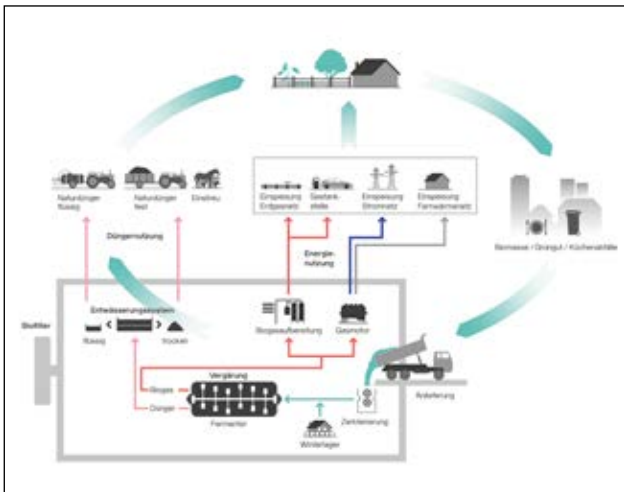 Naturdünger
flüssig
Naturdünger
fest
Einstreu
Einspeisung
Erdgasnetz
Gastank-
stelle
Einspeisung
Stromnetz
Einspeisung
Fernwärmenetz
Düngernutzung
Energie-
nutzung
Biomasse / Grüngut / Küchenabfälle
Entwässerungssystem
Biofilter
flüssig
trocken
Biogasaufbereitung
Gasmotor
Vergärung
Biogas
Dünger
Fermenter
Zerkleinerung
Anlieferung
Winterlager